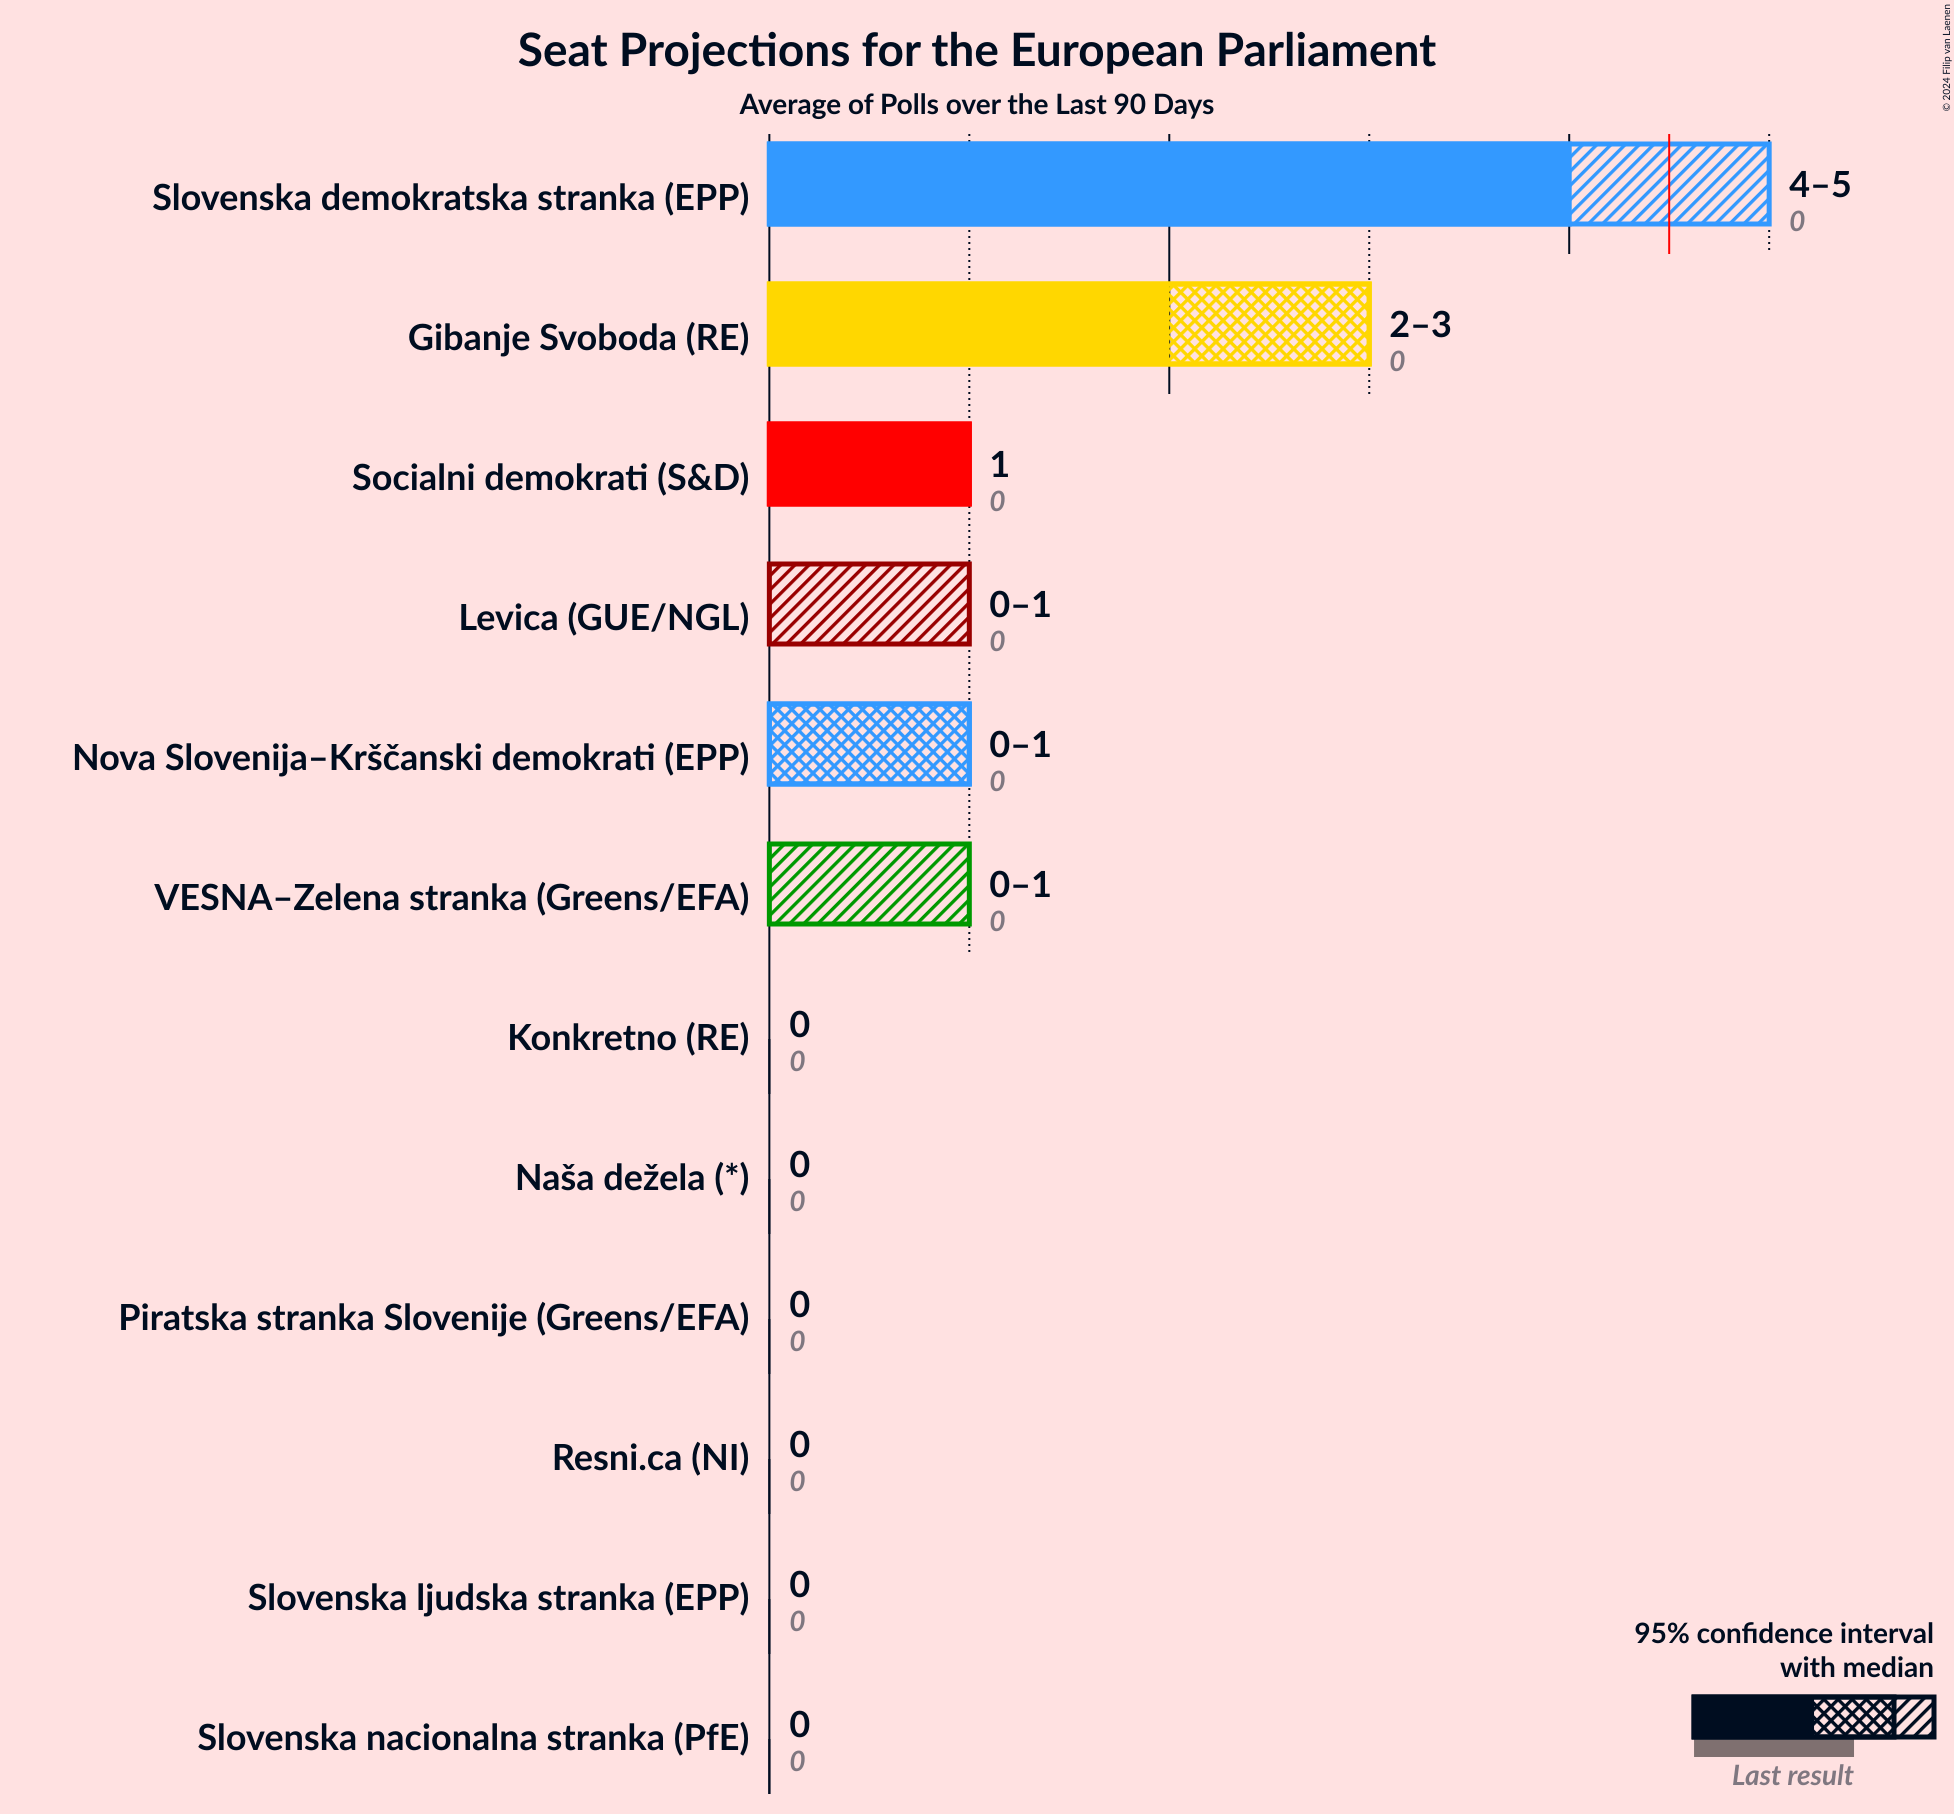 Seat Projections for the European Parliament
Average of Polls over the Last 90 Days
© 2024 Filip van Laenen
Slovenska demokratska stranka (EPP)
4–5
0
Gibanje Svoboda (RE)
2–3
0
Socialni demokrati (S&D)
1
0
Levica (GUE/NGL)
0–1
0
Nova Slovenija–Krščanski demokrati (EPP)
0–1
0
VESNA–Zelena stranka (Greens/EFA)
0–1
0
Konkretno (RE)
0
0
Naša dežela (*)
0
0
Piratska stranka Slovenije (Greens/EFA)
0
0
Resni.ca (NI)
0
0
Slovenska ljudska stranka (EPP)
0
0
Slovenska nacionalna stranka (PfE)
0
0
95% confidence interval
with median
Last result